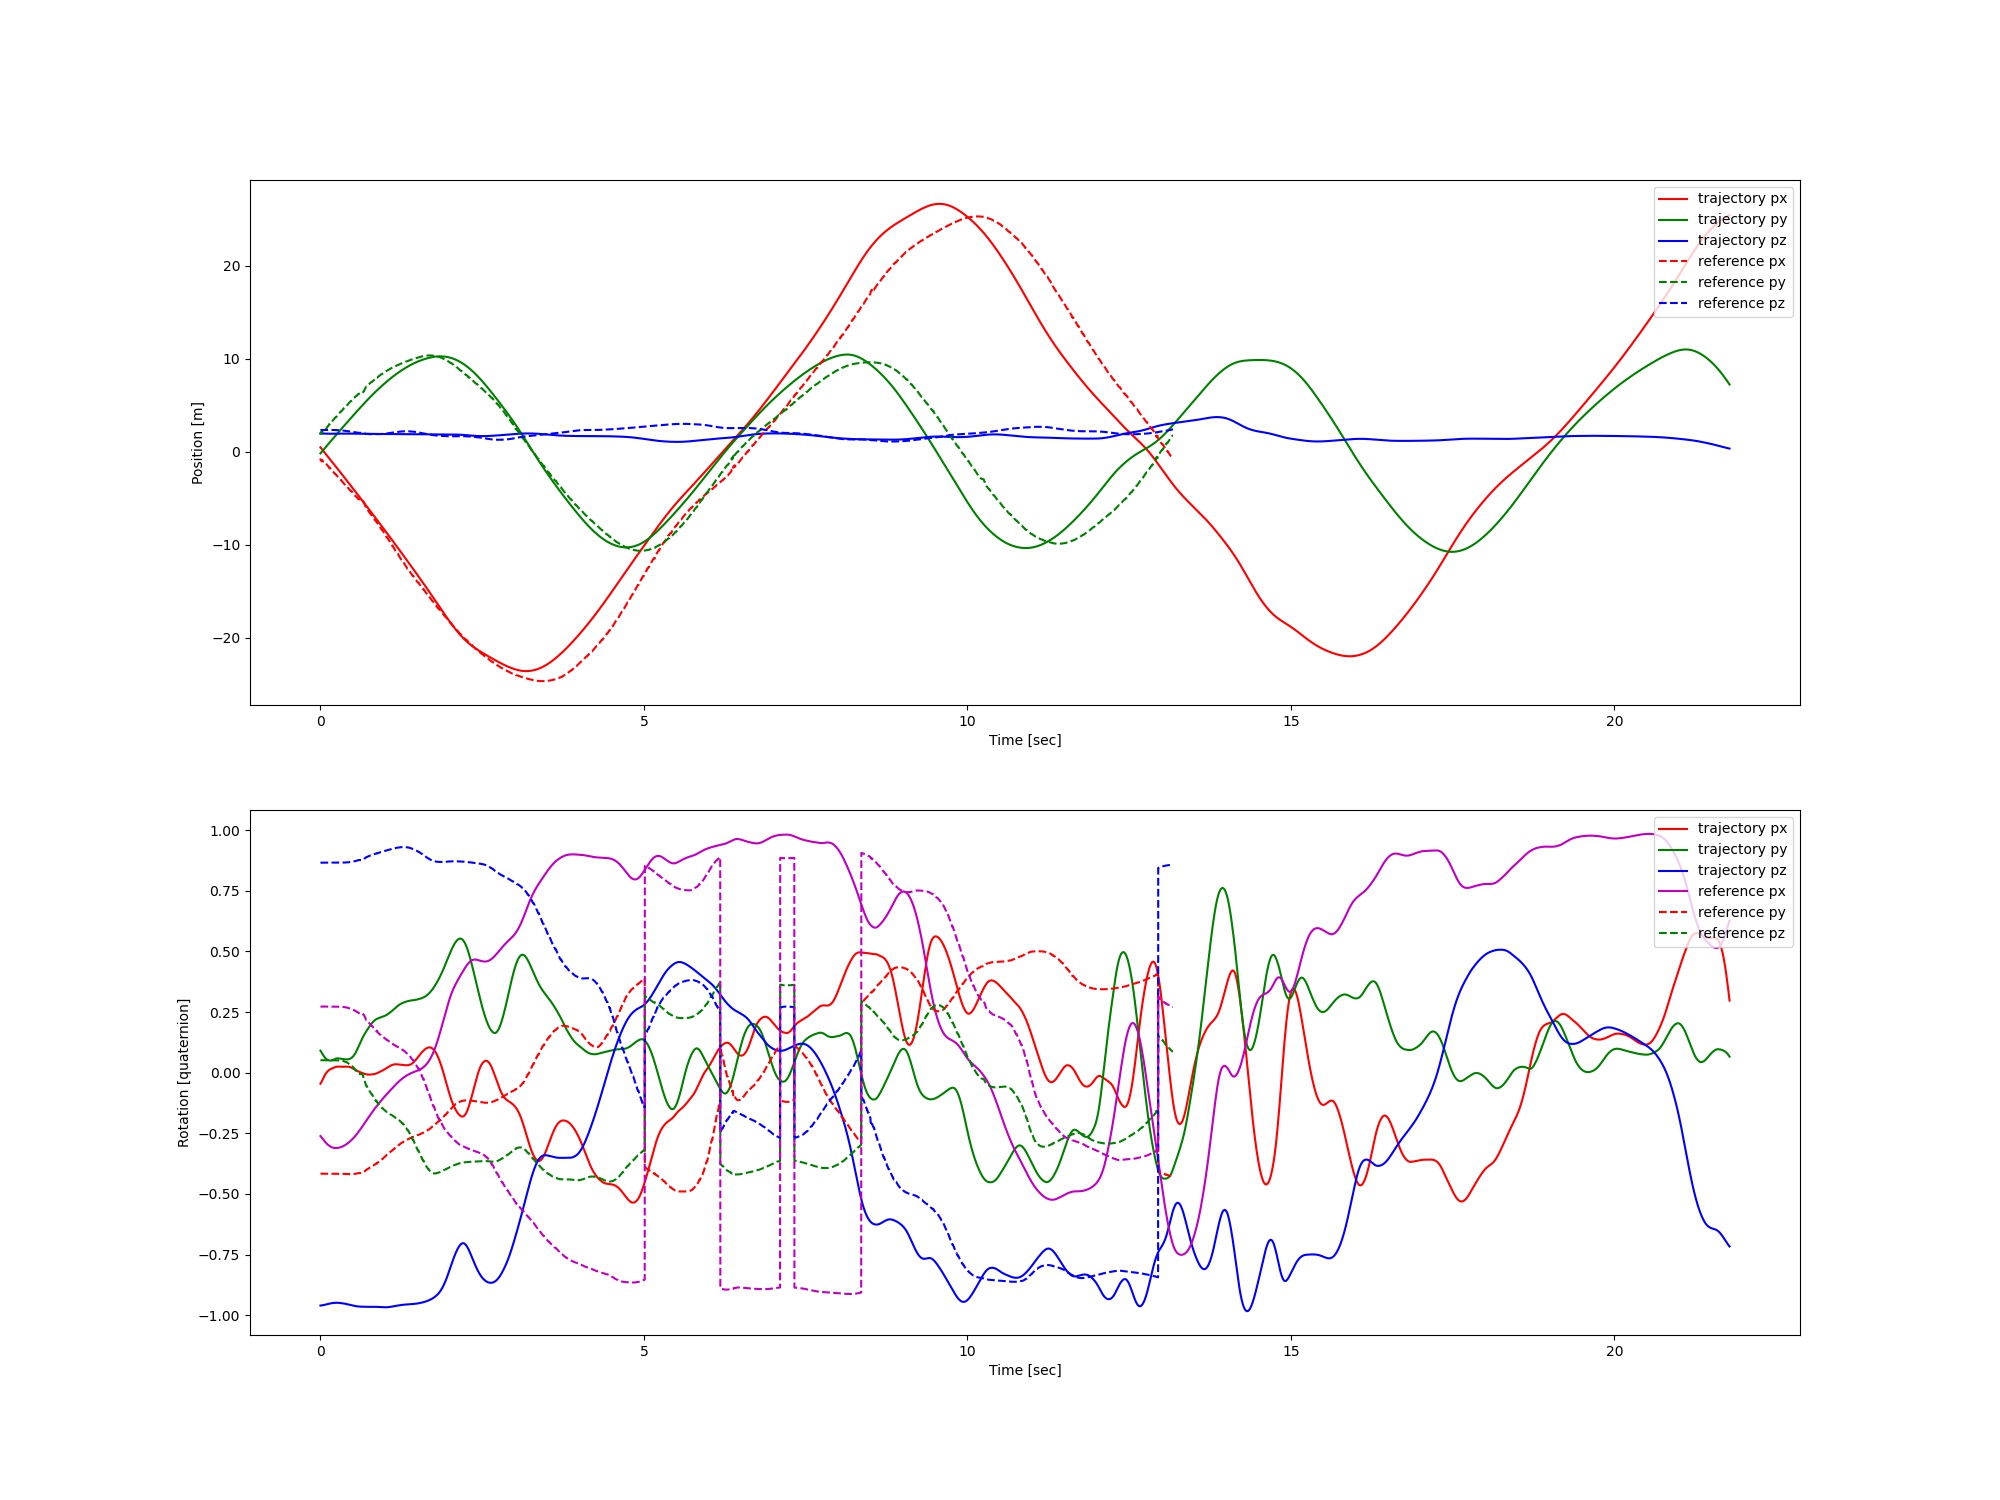 trajectory px
trajectory py
trajectory pz
reference px
reference py
reference pz
20
10
0
−10
−20
Position [m]
0 5 10 15 20
Time [sec]
trajectory px
trajectory py
trajectory pz
reference px
reference py
reference pz
1.00
0.75
0.50
0.25
0.00
−0.25
−0.50
−0.75
−1.00
Rotation [quaternion]
0 5 10 15 20
Time [sec]